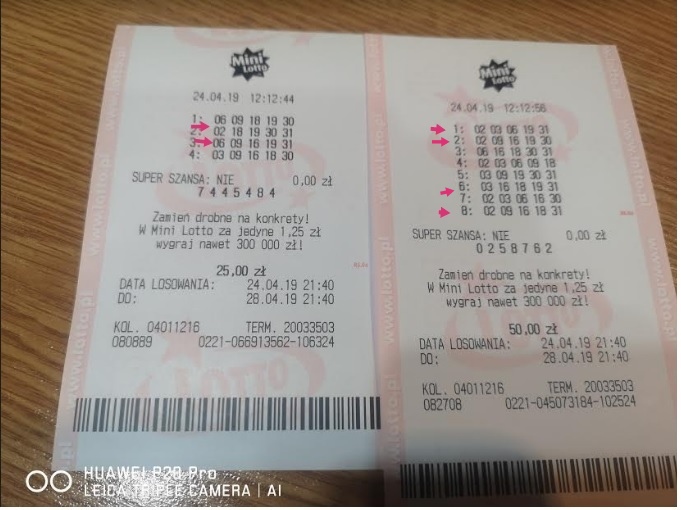 Mini
Lotto
24.04.19 12:12:44
1: 06 09 18 19 30
2: 02 18 19 30 31
3: 06 09 16 19 31
4: 03 09 16 18 30
SUPER SZANSA: NIE 0,00 zł
7445484
Zamień drobne na konkrety!
W Mini Lotto za jedyne 1,25 zł
wygraj nawet 300 000 zł!
25,00 zł
DATA LOSOWANIA: 24.04.19 21:40
DO: 28.04.19 21:40
KOL. 04011216 TERM. 20033503
080889 0221-066913562-106324
Mini
Lotto
24.04.19 12:12:56
1: 02 03 06 19 31
2: 02 09 16 19 30
3: 06 16 18 30 31
4: 02 03 06 09 18
5: 03 09 19 30 31
6: 03 16 18 19 31
7: 02 03 06 16 30
8: 02 09 16 18 31
SUPER SZANSA: NIE 0,00 zł
0258762
Zamień drobne na konkrety!
W Mini Lotto za jedyne 1,25 zł
wygraj nawet 300 000 zł!
50,00 zł
DATA LOSOWANIA: 24.04.19 21:40
DO: 28.04.19 21:40
KOL. 04011216 TERM. 20033503
082708 0221-045073184-102524
www.lotto.pl
LOTTO
HUAWEI P20 Pro
LEICA TRIPLE CAMERA | AI